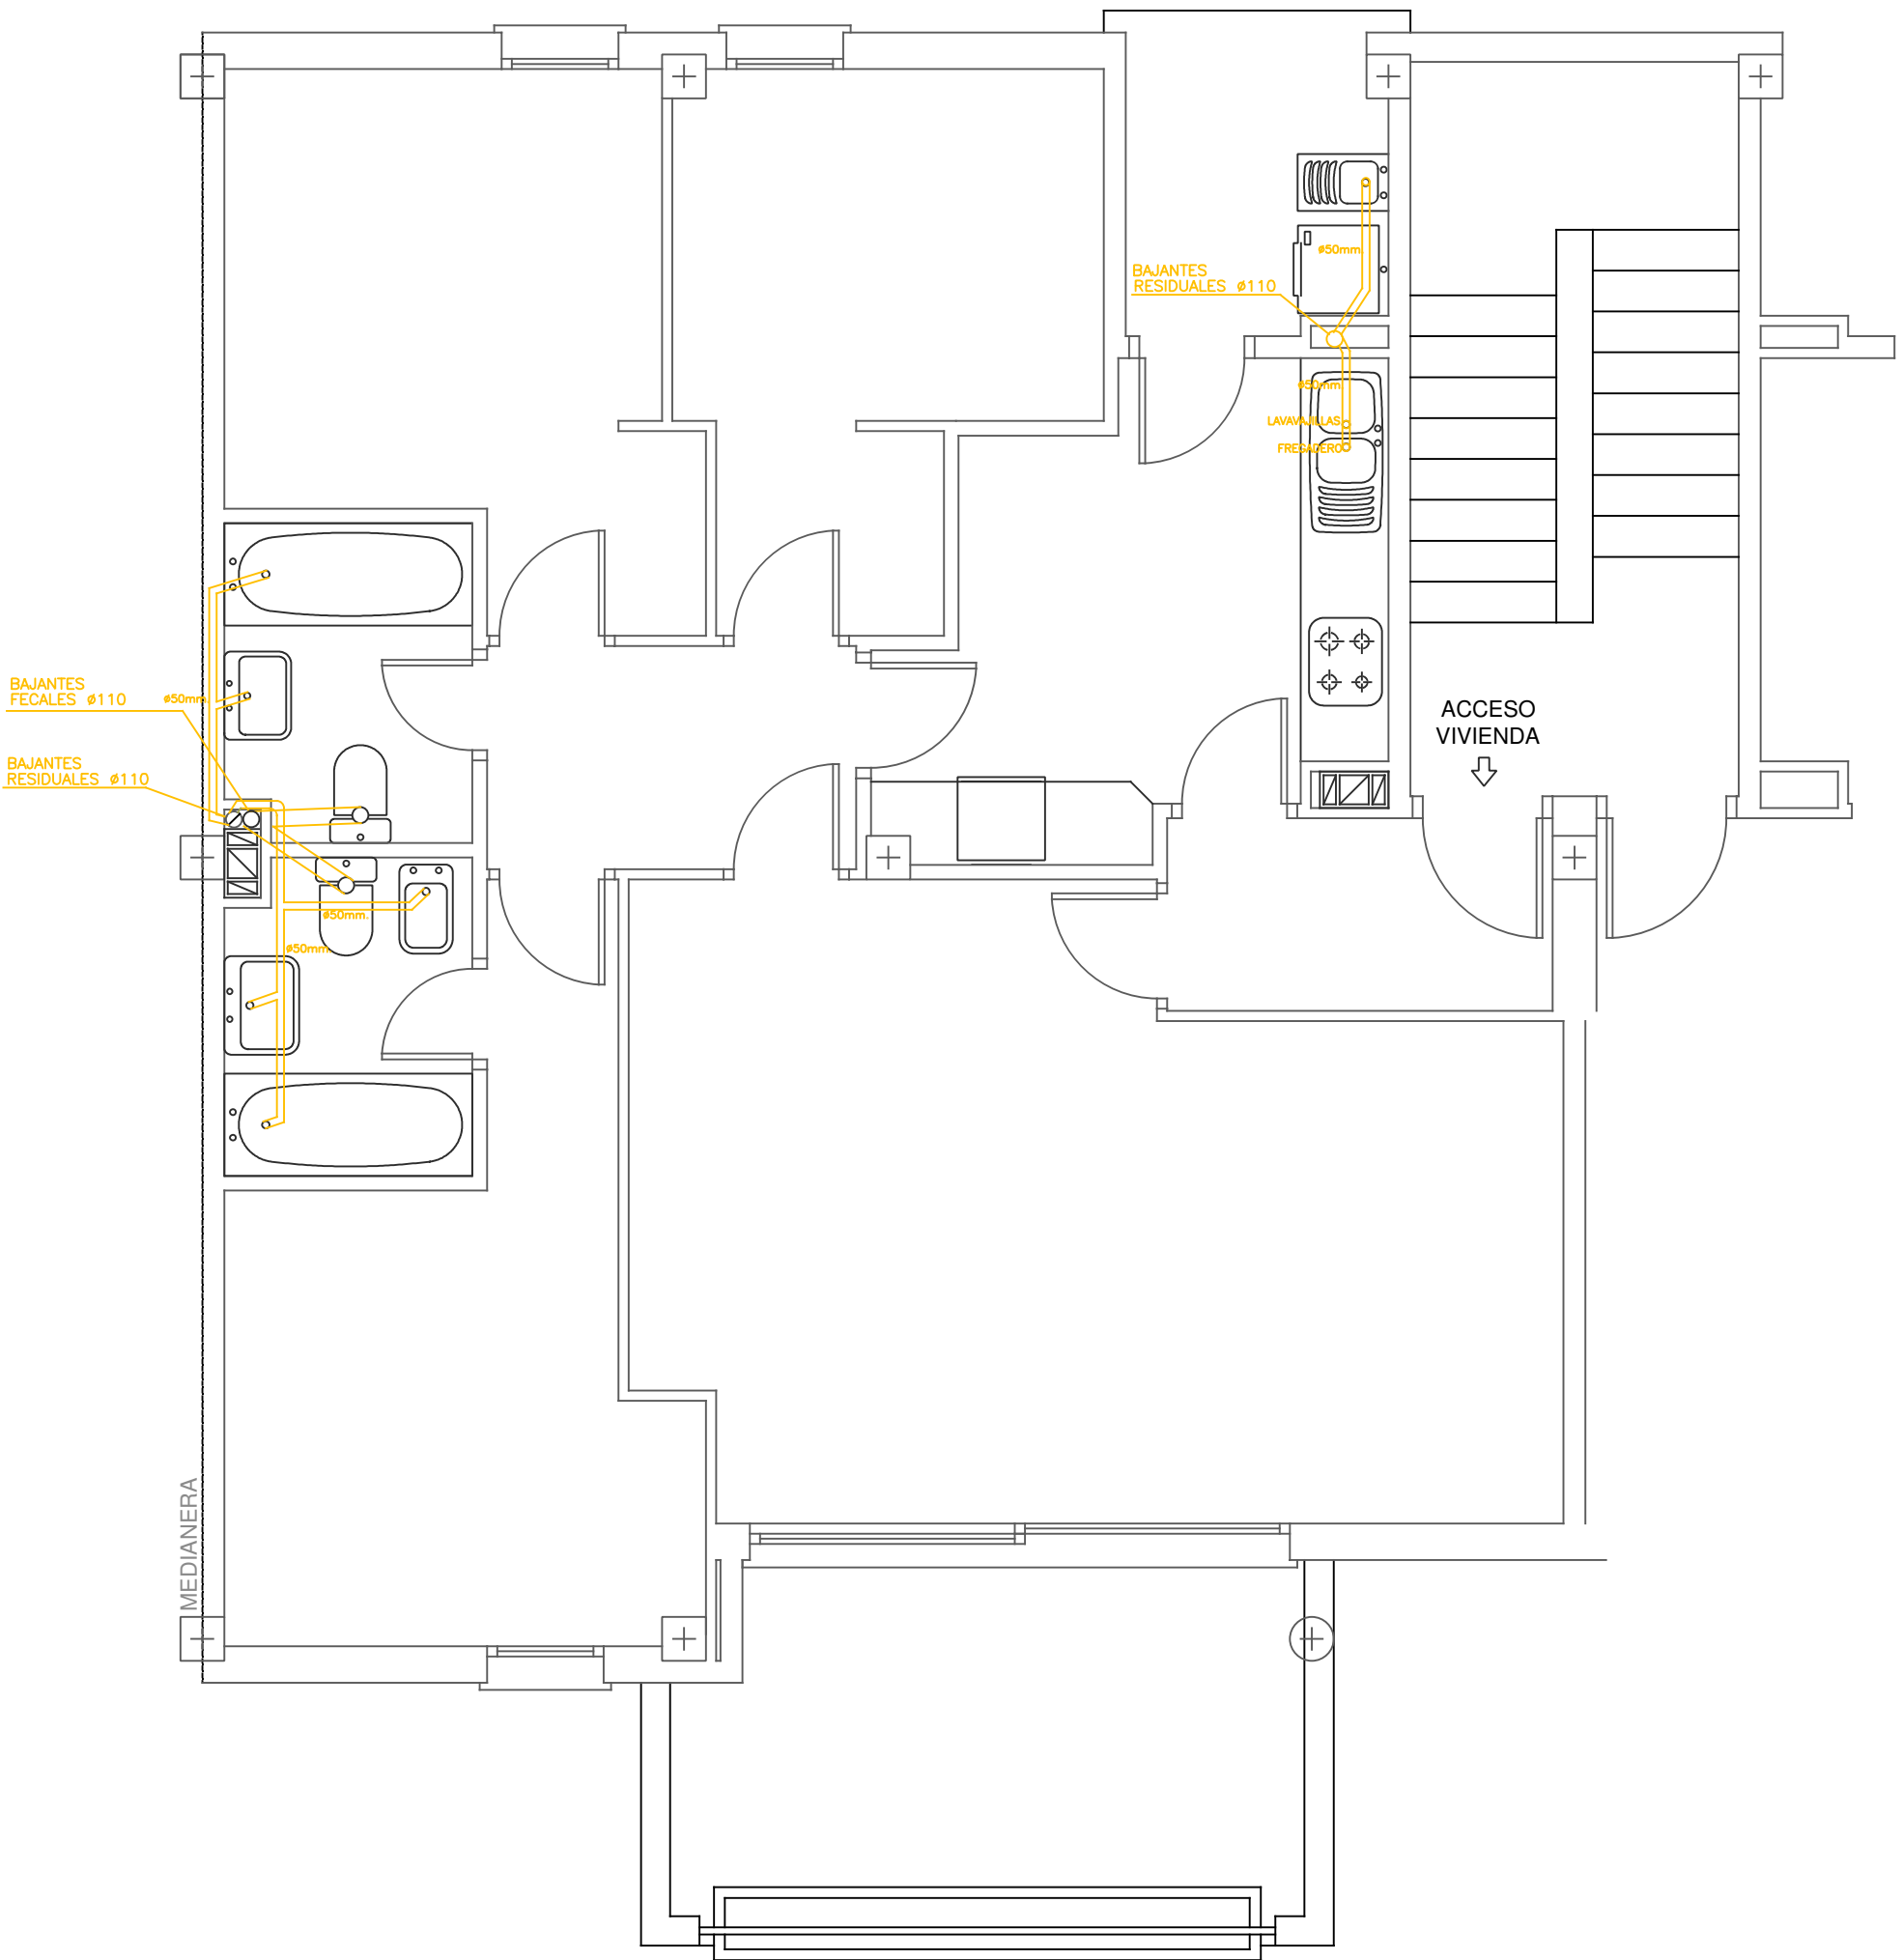 BAJANTES
RESIDUALES ø110
ø50mm.
ø50mm.
LAVAVAJILLAS
FREGADERO
BAJANTES
FECALES ø110
ø50mm.
BAJANTES
RESIDUALES ø110
ø50mm.
ø50mm.
ACCESO
VIVIENDA
MEDIANERA